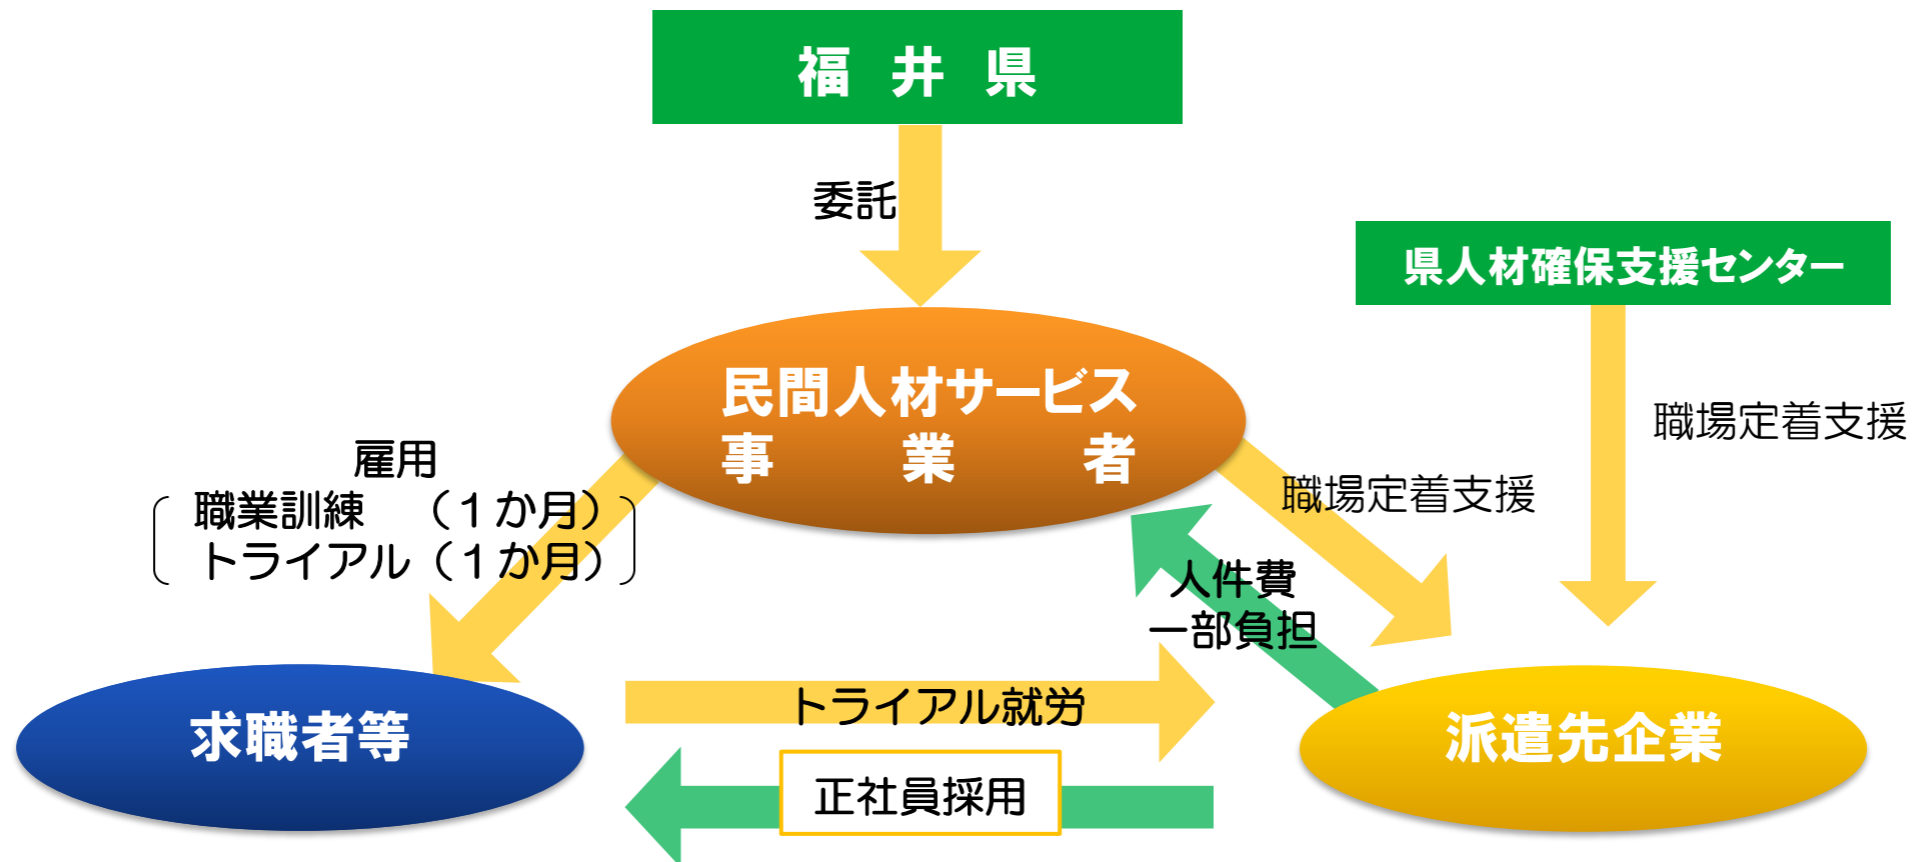 福 井 県
委託
県人材確保支援センター
民間人材サービス
事 業 者
職場定着支援
雇用
職業訓練 （１か月）
トライアル（１か月）
職場定着支援
人件費
一部負担
トライアル就労
求職者等
派遣先企業
正社員採用